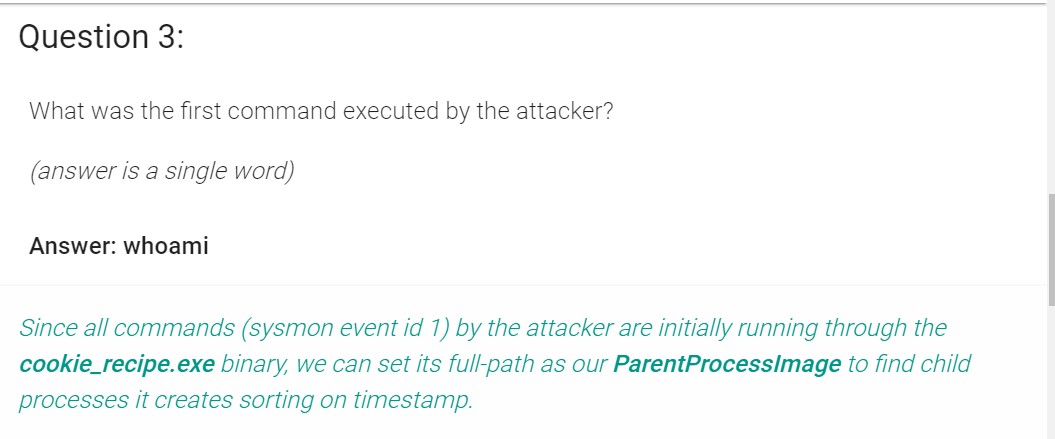 Question 3:
What was the first command executed by the attacker?
(answer is a single word)
Answer: whoami
Since all commands (sysmon event id 1) by the attacker are initially running through the
cookie_recipe.exe binary, we can set its full-path as our ParentProcessImage to find child
processes it creates sorting on timestamp.